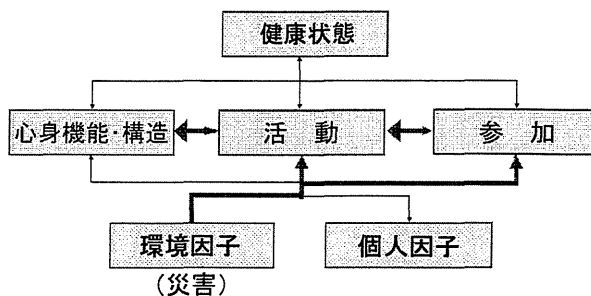 健康状態
心身機能・構造
活 動
参 加
環境因子
個人因子
(災害)